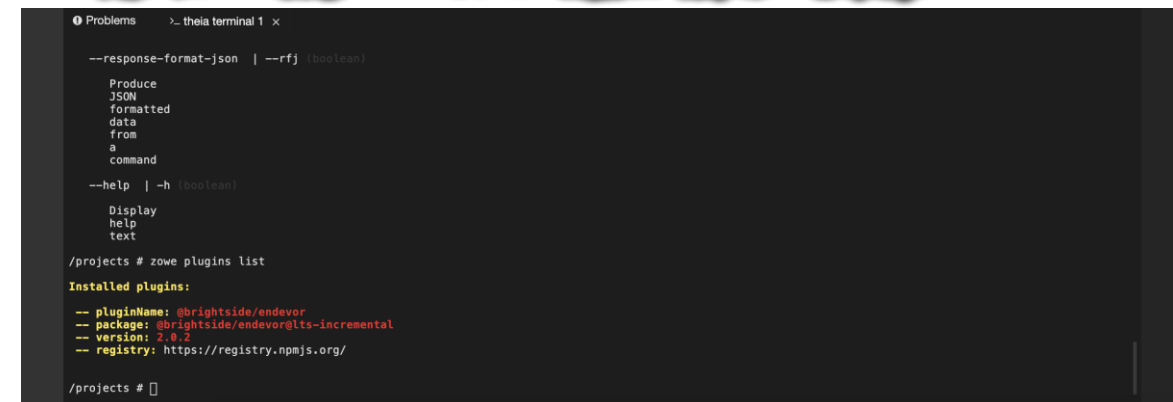 Problems >_ theia terminal 1 ×
--response-format-json | --rfj (boolean)
Produce
JSON
formatted
data
from
a
command
--help | -h (boolean)
Display
help
text
/projects # zowe plugins list
Installed plugins:
-- pluginName: @brightside/endevor
-- package: @brightside/endevor@lts-incremental
-- version: 2.0.2
-- registry: https://registry.npmjs.org/
/projects #